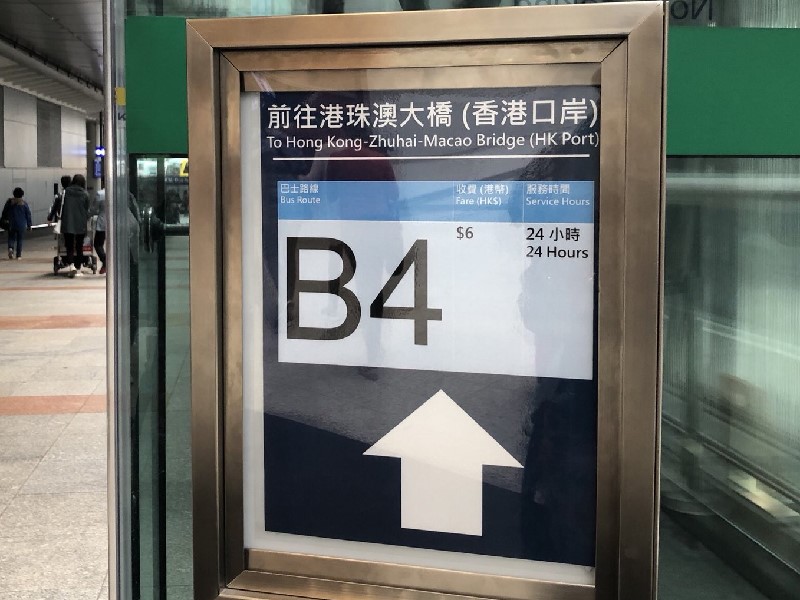 前往港珠澳大橋 (香港口岸)
To Hong Kong-Zhuhai-Macao Bridge (HK Port)
巴士路線
Bus Route
收費 (港幣)
Fare (HK$)
服務時間
Service Hours
B4
$6
24 小時
24 Hours